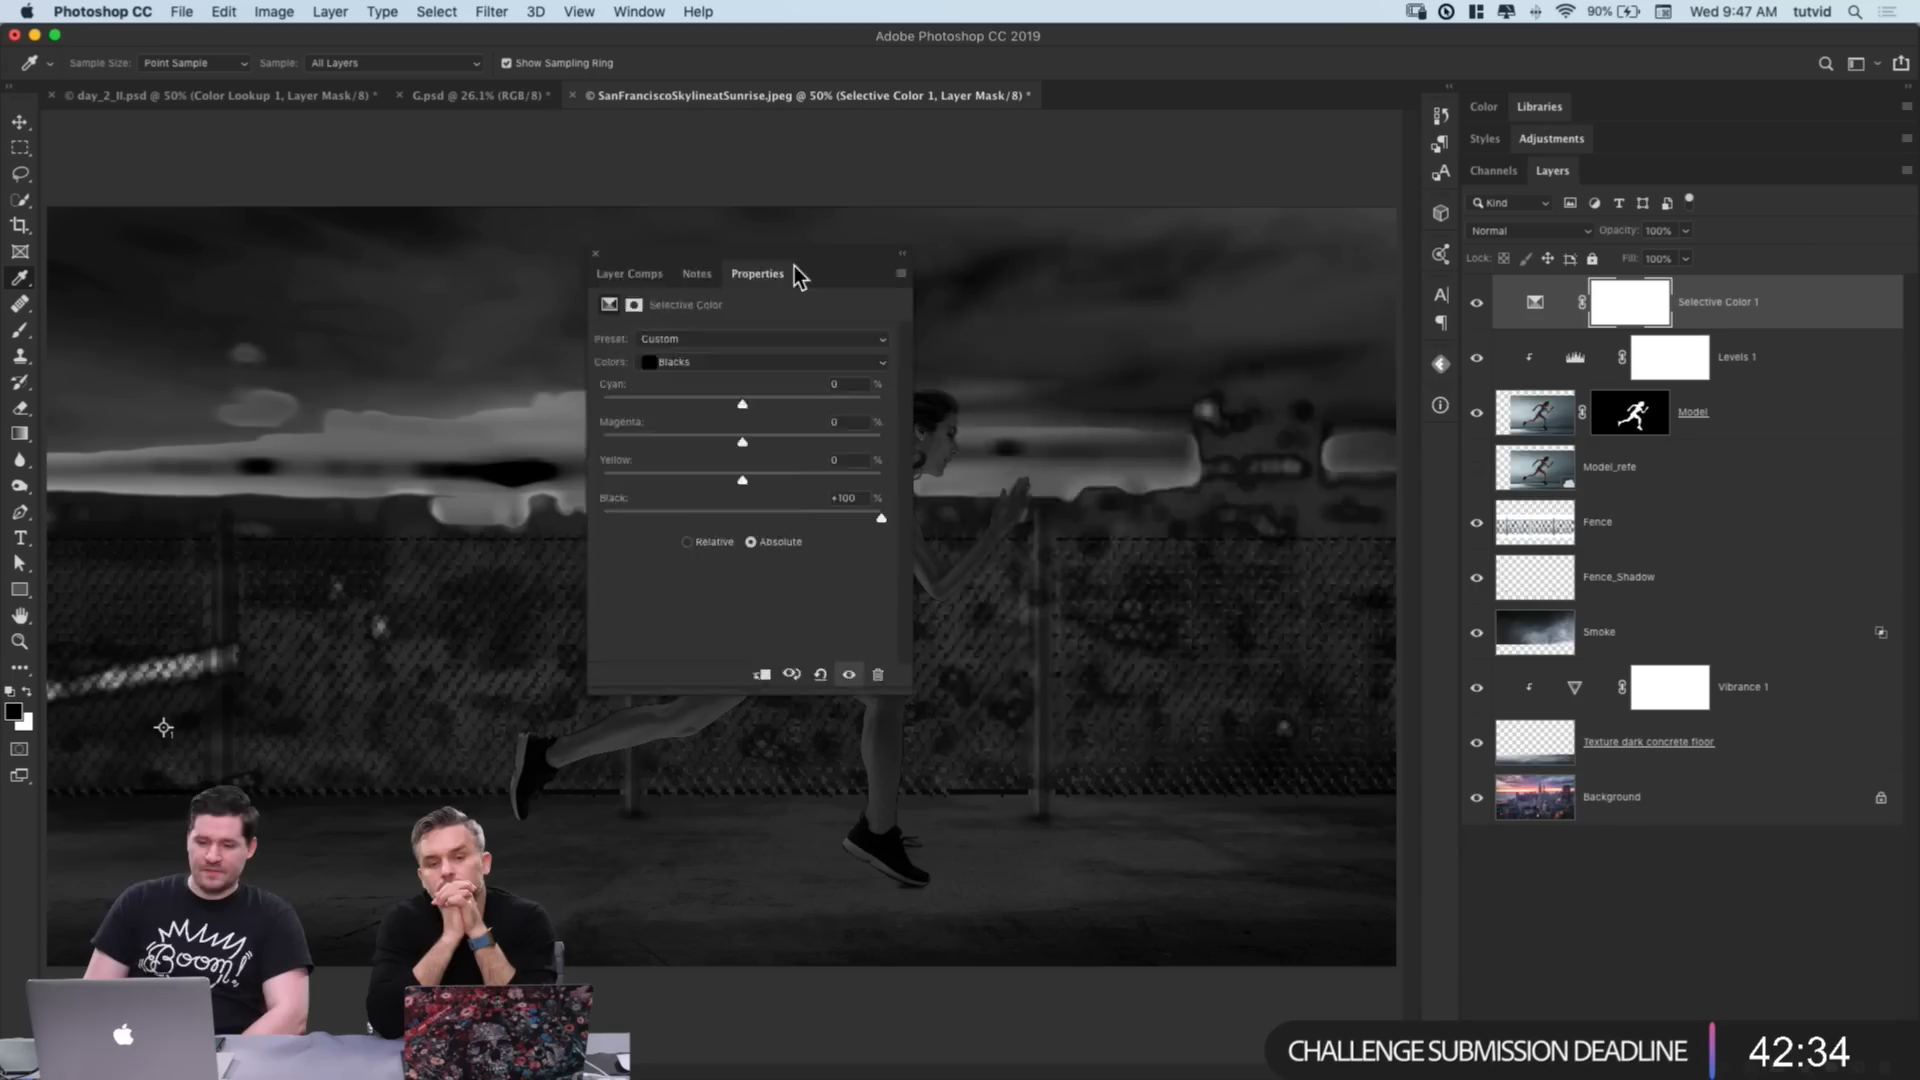 Photoshop CC File Edit Image Layer Type Select Filter 3D View Window Help 90% Wed 9:47 AM tutvid
Adobe Photoshop CC 2019
Sample Size: Point Sample Sample: All Layers Show Sampling Ring
© day_2_II.psd @ 50% (Color Lookup 1, Layer Mask/8) * G.psd @ 26.1% (RGB/8) * © SanFranciscoSkylineatSunrise.jpeg @ 50% (Selective Color 1, Layer Mask/8) *
Color Libraries
Styles Adjustments
Channels Layers
Kind
Normal Opacity: 100%
Lock: Fill: 100%
Selective Color 1
Levels 1
Model
Model_refe
Fence
Fence_Shadow
Smoke
Vibrance 1
Texture dark concrete floor
Background
Layer Comps Notes Properties
Selective Color
Preset: Custom
Colors: Blacks
Cyan: 0 %
Magenta: 0 %
Yellow: 0 %
Black: +100 %
Relative Absolute
Boom!
CHALLENGE SUBMISSION DEADLINE 42:34